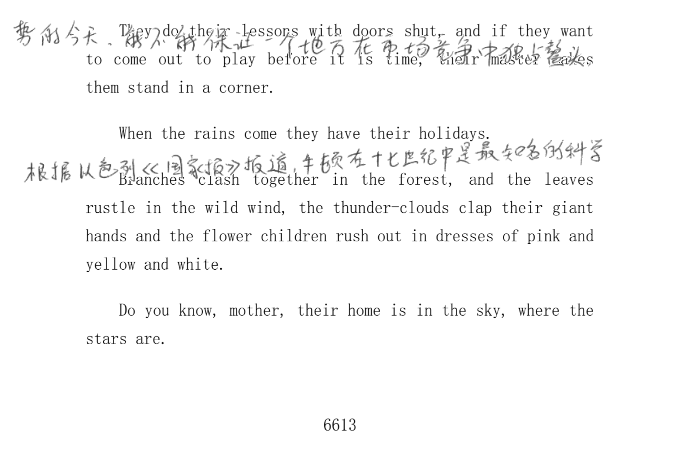 势的今天、能不能保证一个地方在市场竞争中独占鳌头。
They do their lessons with doors shut, and if they want
to come out to play before it is time, their master makes
them stand in a corner.
When the rains come they have their holidays.
根据以色列《国家报》报道,牛顿在十七世纪中是最知名的科学
Branches clash together in the forest, and the leaves
rustle in the wild wind, the thunder-clouds clap their giant
hands and the flower children rush out in dresses of pink and
yellow and white.
Do you know, mother, their home is in the sky, where the
stars are.
6613